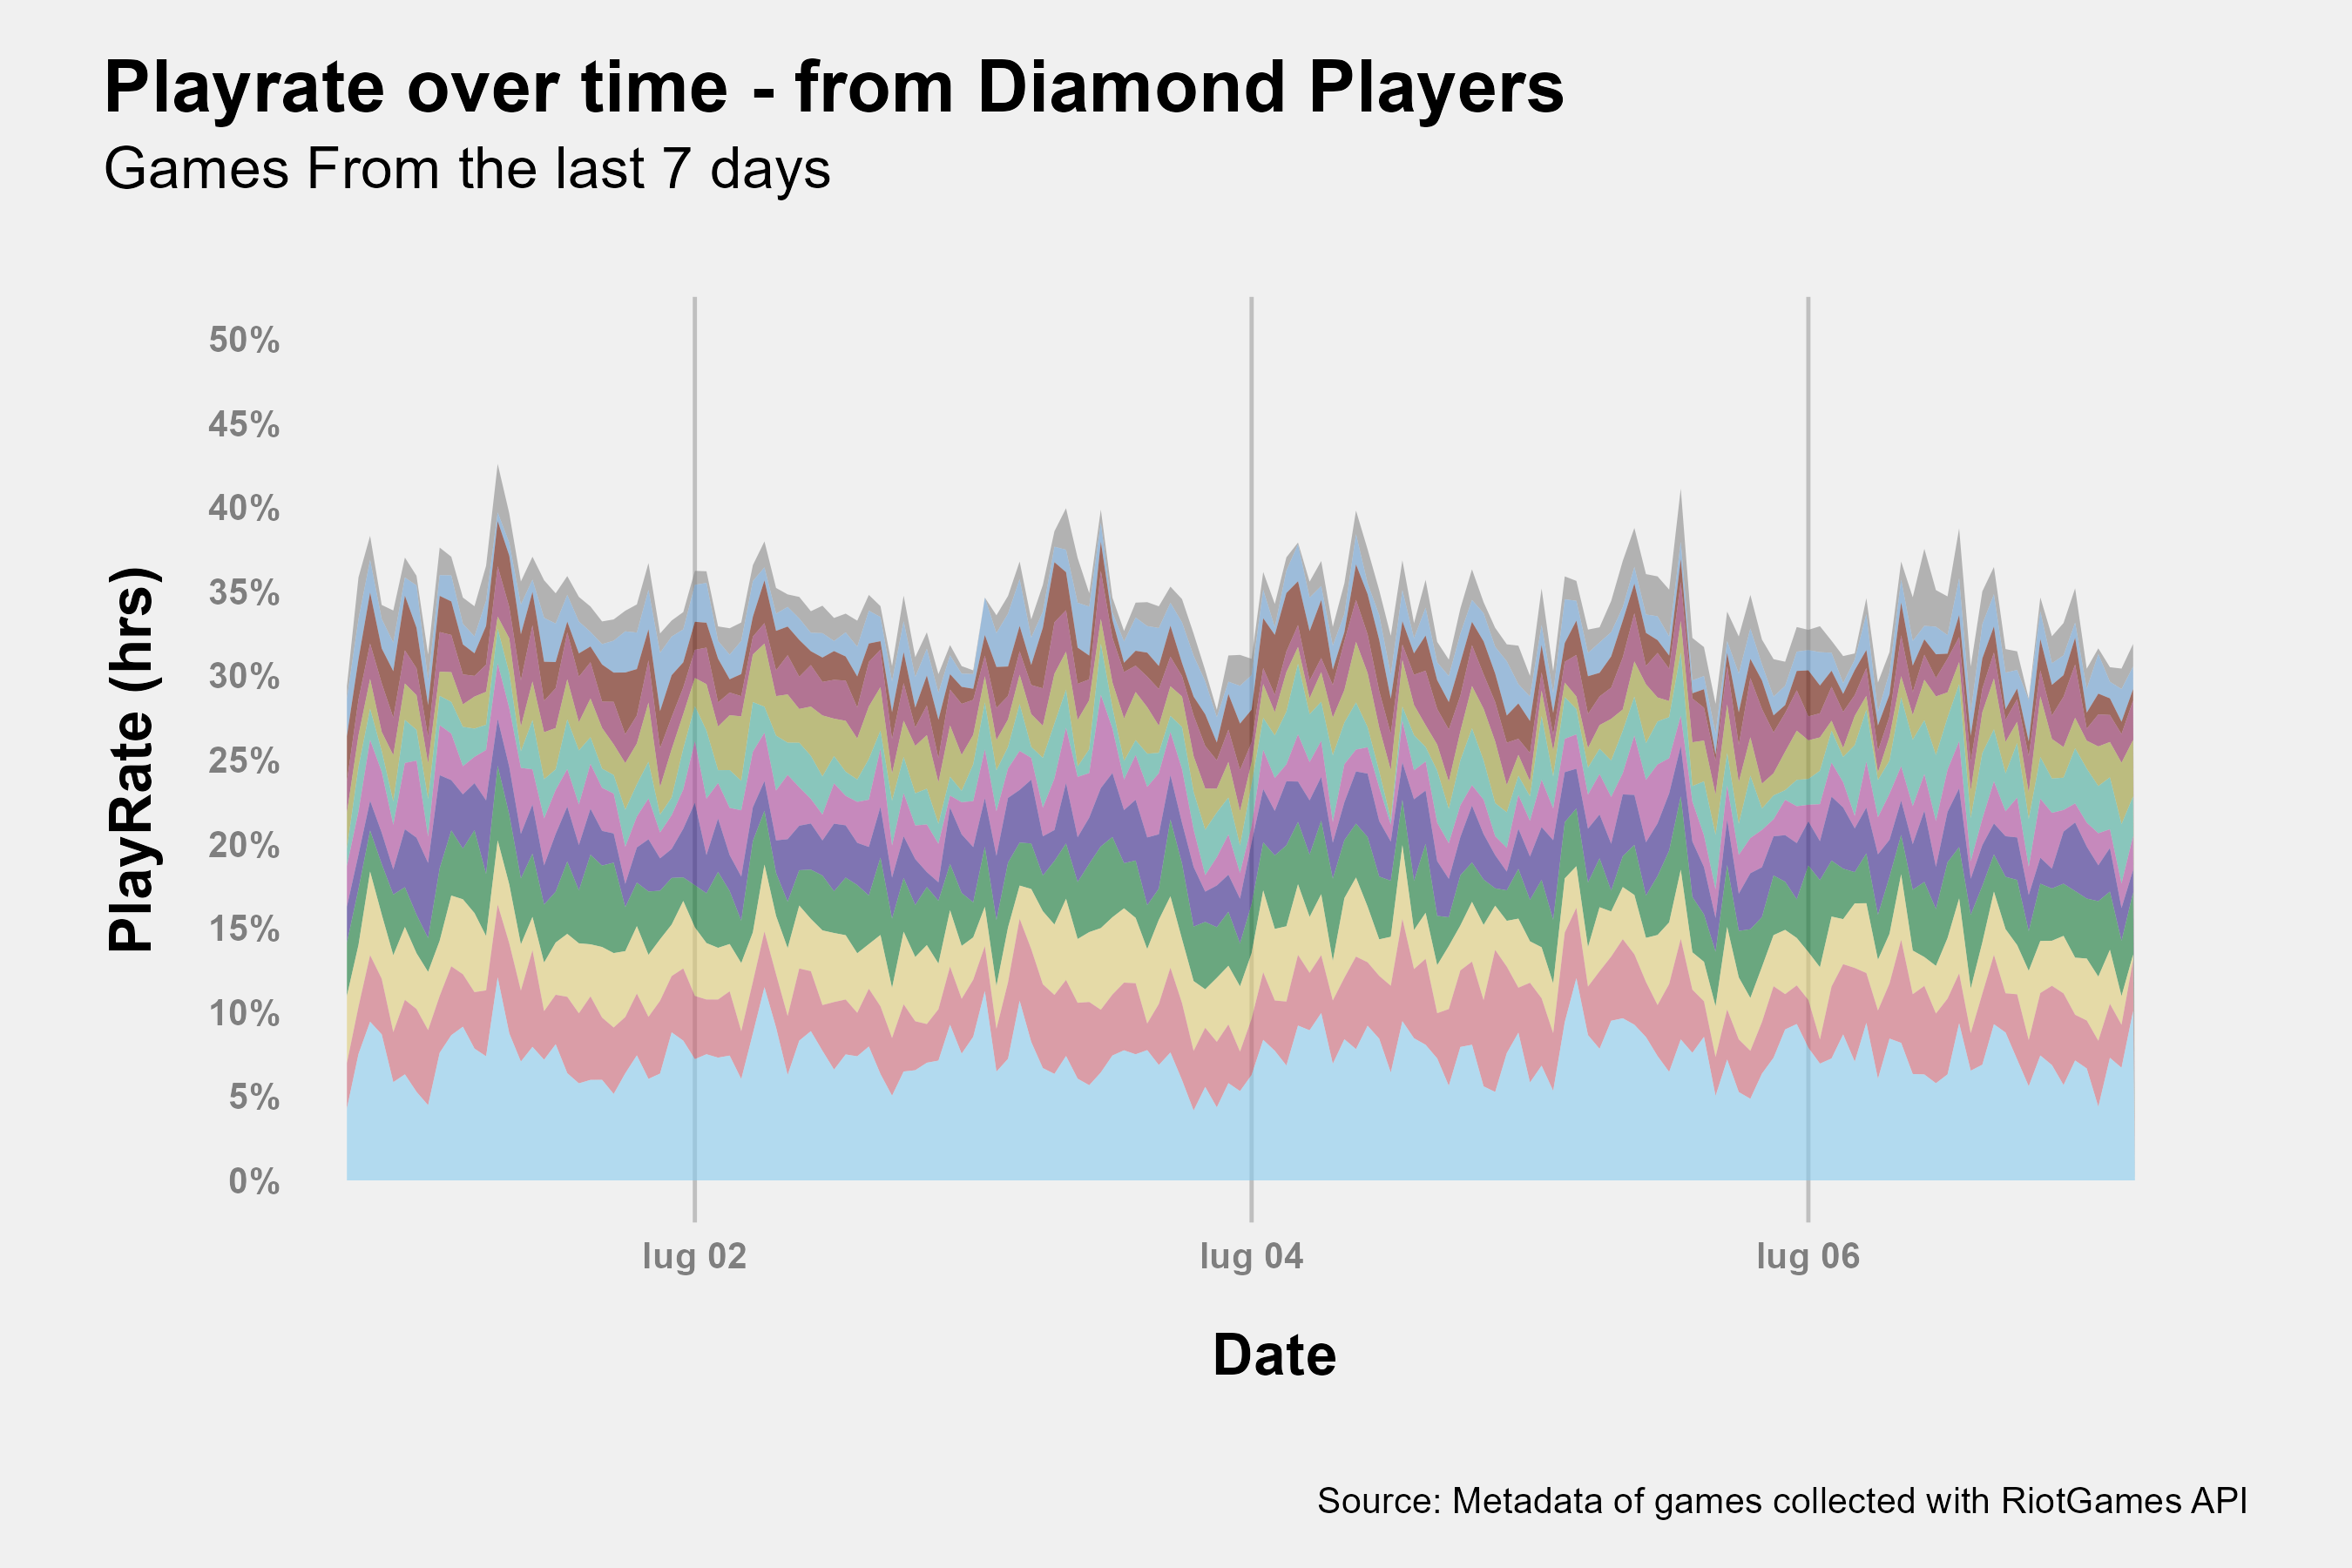 Playrate over time - from Diamond Players
Games From the last 7 days
PlayRate (hrs)
50%
45%
40%
35%
30%
25%
20%
15%
10%
5%
0%
lug 02
lug 04
lug 06
Date
Source: Metadata of games collected with RiotGames API